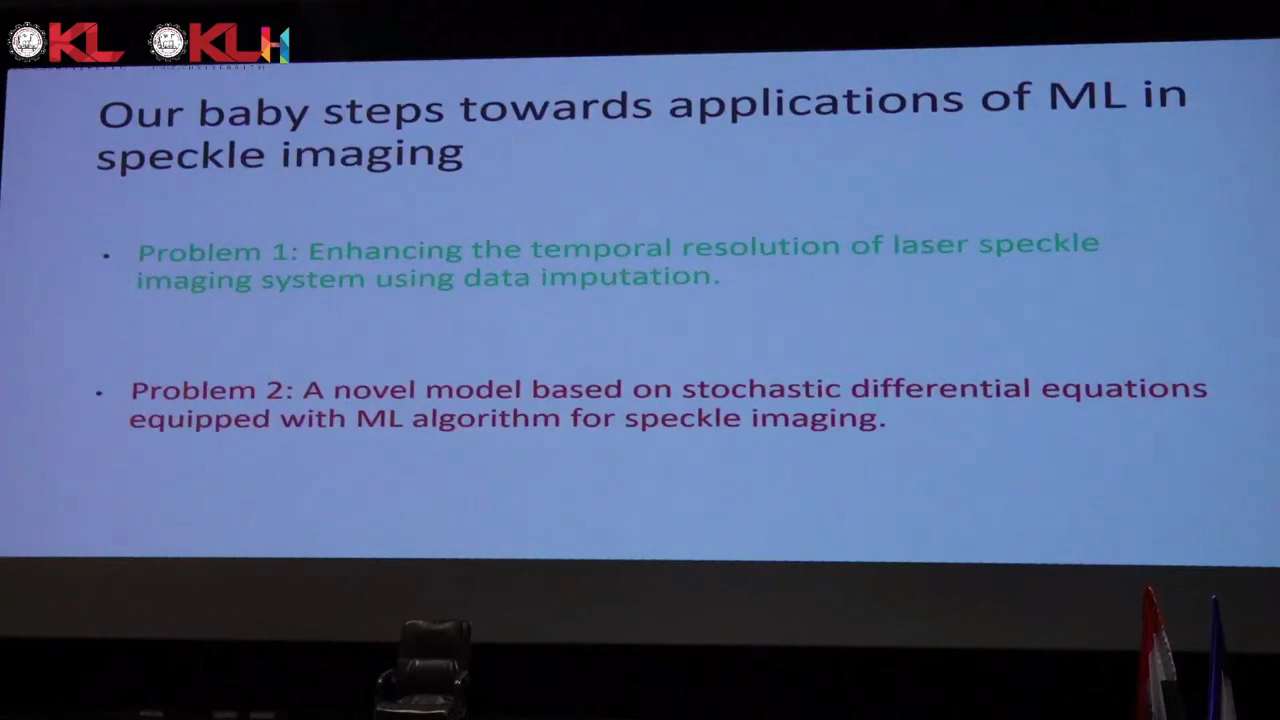 KL
KLH
Our baby steps towards applications of ML in
speckle imaging
• Problem 1: Enhancing the temporal resolution of laser speckle
imaging system using data imputation.
• Problem 2: A novel model based on stochastic differential equations
equipped with ML algorithm for speckle imaging.